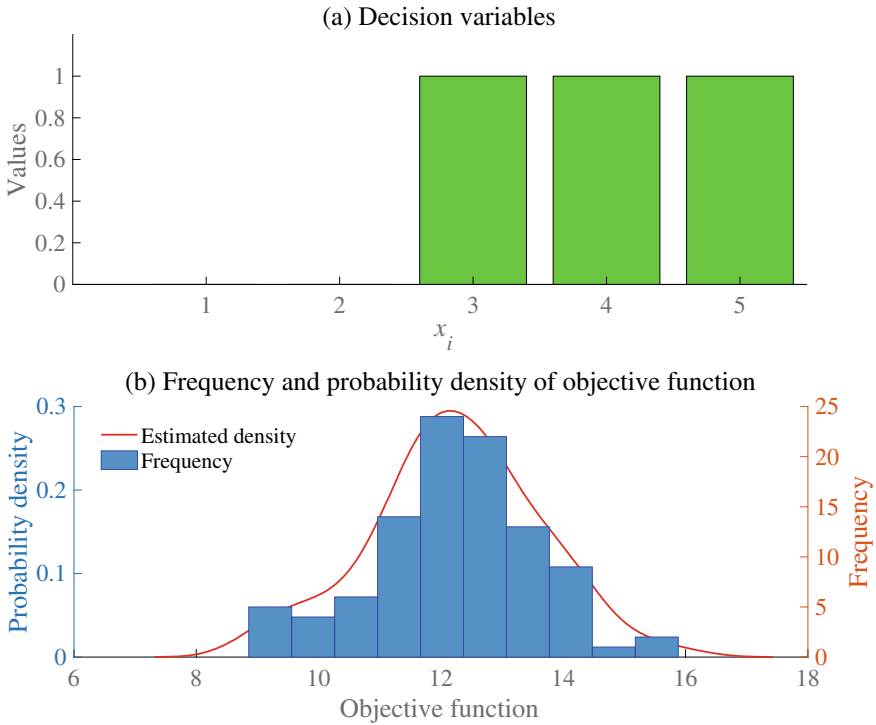 (a) Decision variables
1
0.8
0.6
0.4
0.2
0
Values
1 2 3 4 5
x_i
(b) Frequency and probability density of objective function
0.3
0.2
0.1
0
Probability density
Estimated density
Frequency
25
20
15
10
5
0
Frequency
6 8 10 12 14 16 18
Objective function